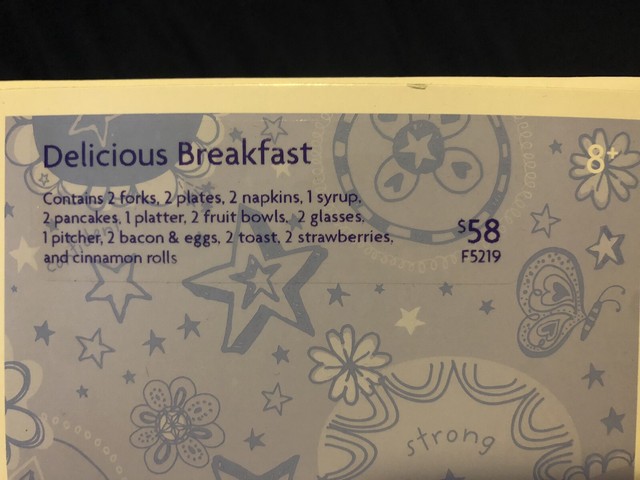 Delicious Breakfast
8+
Contains 2 forks, 2 plates, 2 napkins, 1 syrup,
2 pancakes, 1 platter, 2 fruit bowls, 2 glasses,
1 pitcher, 2 bacon & eggs, 2 toast, 2 strawberries,
and cinnamon rolls
$58
F5219
strong